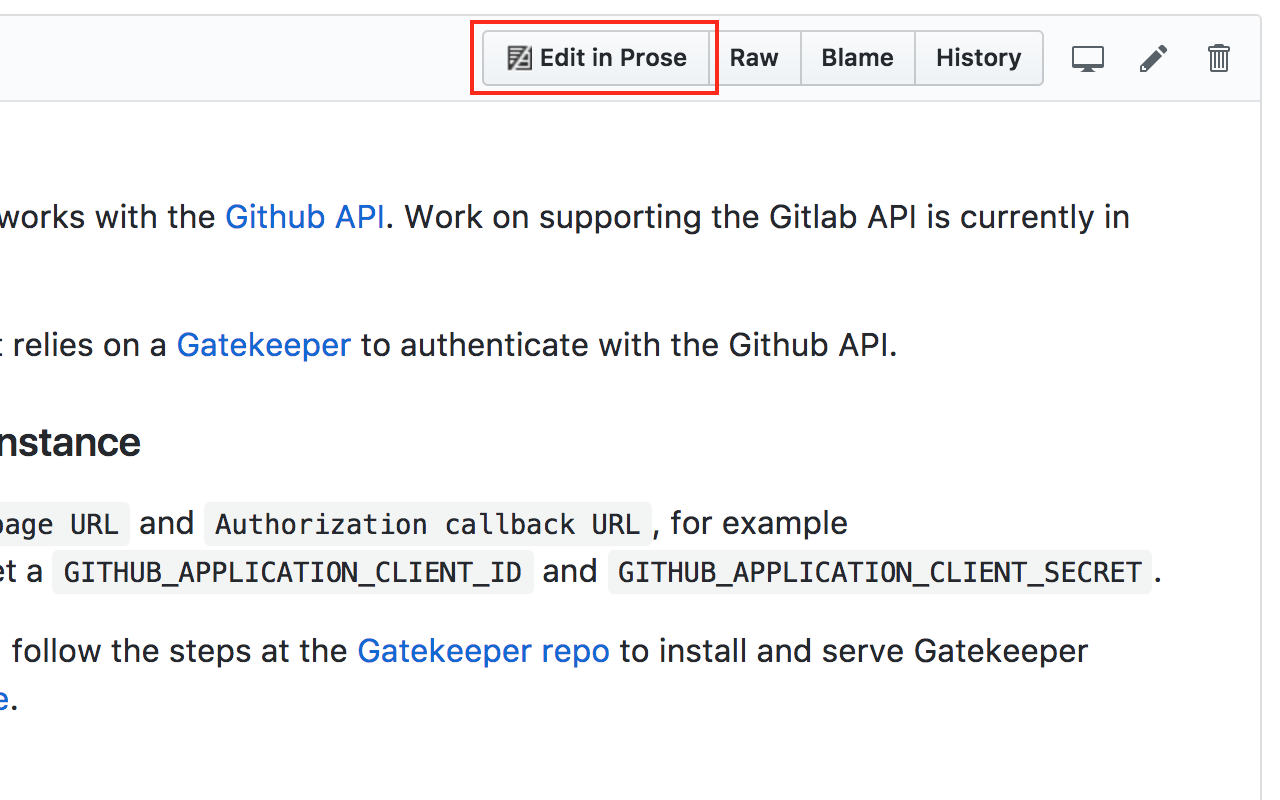 Edit in Prose Raw Blame History
works with the Github API. Work on supporting the Gitlab API is currently in
relies on a Gatekeeper to authenticate with the Github API.
nstance
page URL and Authorization callback URL, for example
et a GITHUB_APPLICATION_CLIENT_ID and GITHUB_APPLICATION_CLIENT_SECRET.
follow the steps at the Gatekeeper repo to install and serve Gatekeeper
e.